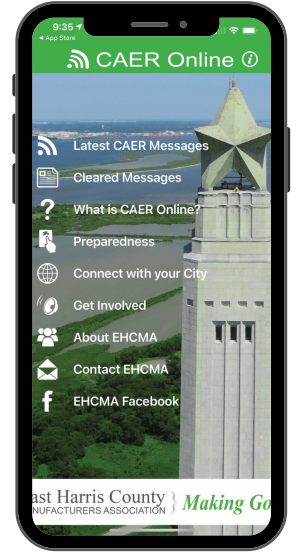 9:35
◀ App Store
CAER Online i
Latest CAER Messages
Cleared Messages
? What is CAER Online?
Preparedness
Connect with your City
Get Involved
About EHCMA
Contact EHCMA
f EHCMA Facebook
ast Harris County } Making Go
NUFACTURERS ASSOCIATION